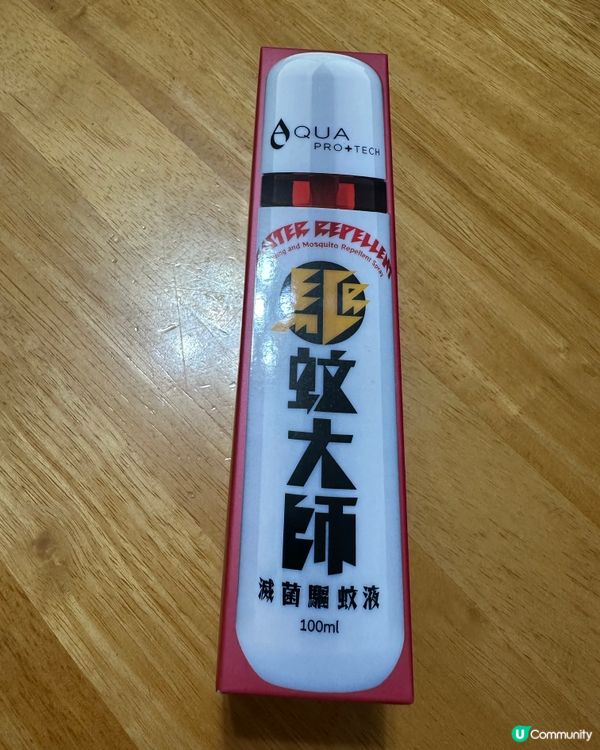 AQUA
PRO+TECH
STER REPELLENT
and Mosquito Repellent Spray
驅
蚊
大
師
滅菌驅蚊液
100ml
U Community